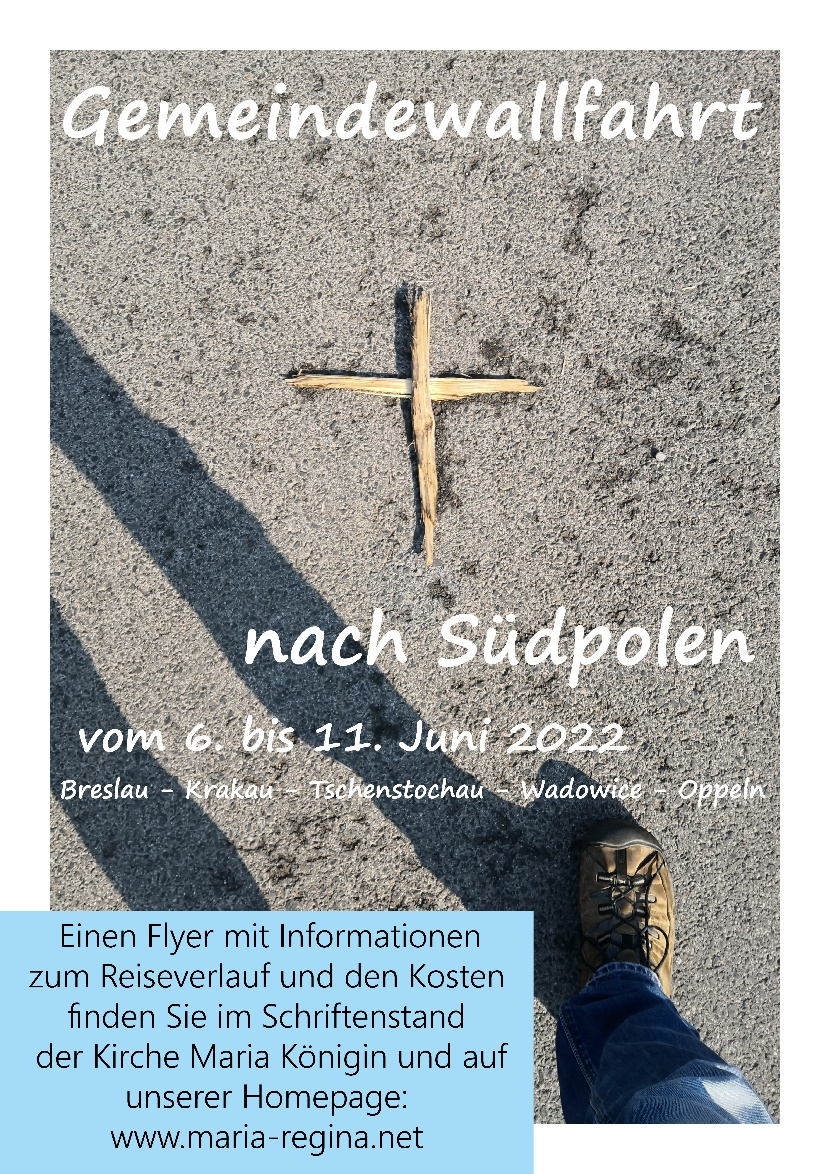 Gemeindewallfahrt
nach Südpolen
vom 6. bis 11. Juni 2022
Breslau - Krakau - Tschenstochau - Wadowice - Oppeln
Einen Flyer mit Informationen
zum Reiseverlauf und den Kosten
finden Sie im Schriftenstand
der Kirche Maria Königin und auf
unserer Homepage:
www.maria-regina.net